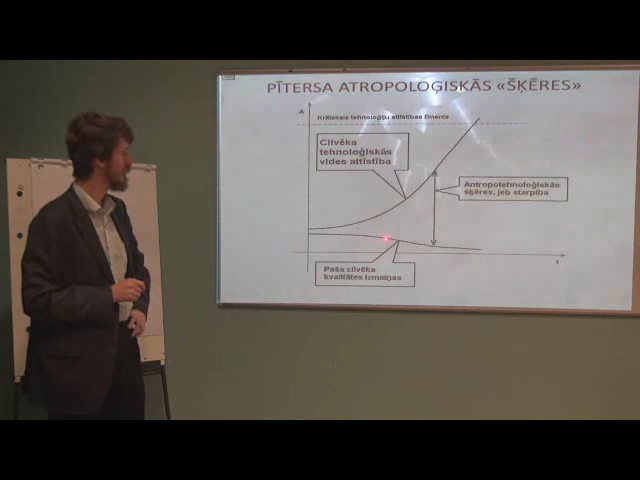 PĪTERSA ATROPOLOĢISKĀS «ŠĶĒRES»
A
Kritiskais tehnoloģiju attīstības līmenis
Cilvēka
tehnoloģiskās
vides attīstība
Antropotehnoloģiskās
šķēres, jeb starpība
Paša cilvēka
kvalitātes izmaiņas
t